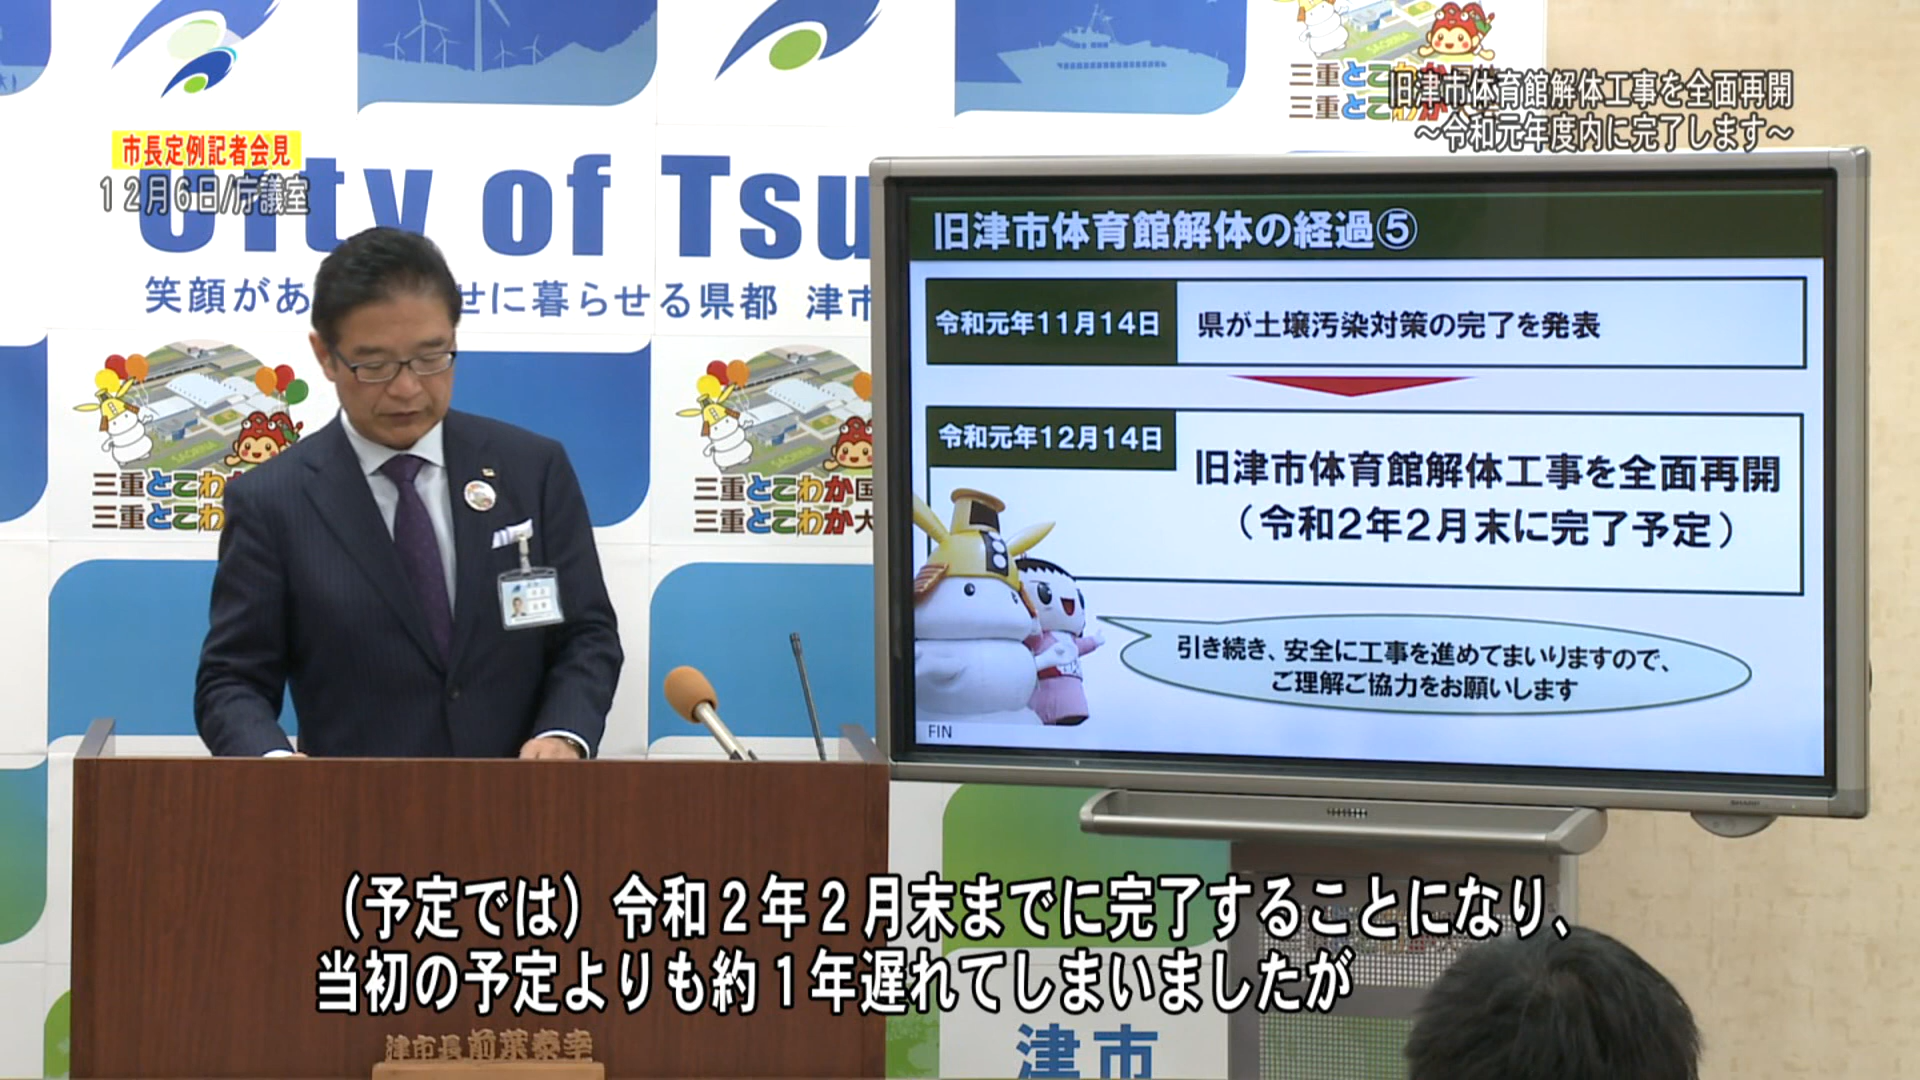 市長定例記者会見
12月6日/庁議室
旧津市体育館解体工事を全面再開
～令和元年度内に完了します～
City of Tsu
笑顔があ
せに暮らせる県都 津市
三重とこわか
三重とこわか
三重とこわ
三重とこわ
三重とこわか国
三重とこわか大
旧津市体育館解体の経過⑤
令和元年11月14日
県が土壌汚染対策の完了を発表
令和元年12月14日
旧津市体育館解体工事を全面再開
（令和2年2月末に完了予定）
引き続き、安全に工事を進めてまいりますので、
ご理解ご協力をお願いします
FIN
SHARP
（予定では）令和２年２月末までに完了することになり、
当初の予定よりも約１年遅れてしまいましたが
津市長 前葉泰幸
津市